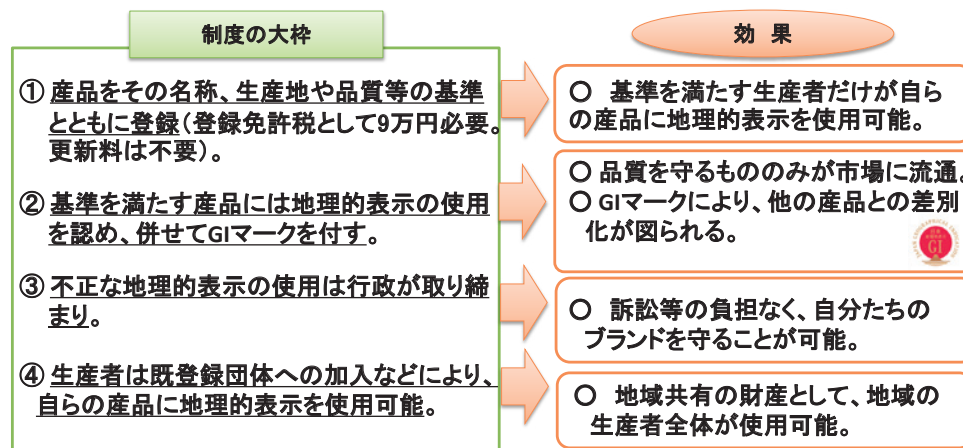 制度の大枠
① 産品をその名称、生産地や品質等の基準
とともに登録（登録免許税として9万円必要。
更新料は不要）。
② 基準を満たす産品には地理的表示の使用
を認め、併せてGIマークを付す。
③ 不正な地理的表示の使用は行政が取り締
まり。
④ 生産者は既登録団体への加入などにより、
自らの産品に地理的表示を使用可能。
効 果
○ 基準を満たす生産者だけが自ら
の産品に地理的表示を使用可能。
○ 品質を守るもののみが市場に流通。
○ GIマークにより、他の産品との差別
化が図られる。
GI
○ 訴訟等の負担なく、自分たちの
ブランドを守ることが可能。
○ 地域共有の財産として、地域の
生産者全体が使用可能。